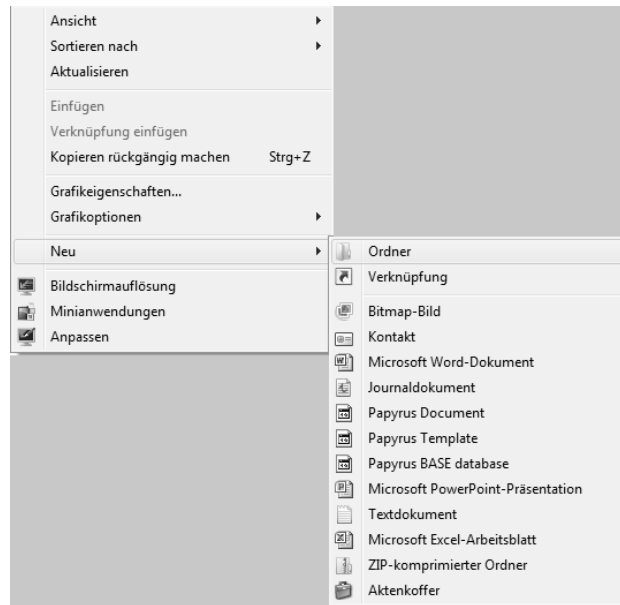 Ansicht
Sortieren nach
Aktualisieren
Einfügen
Verknüpfung einfügen
Kopieren rückgängig machen Strg+Z
Grafikeigenschaften...
Grafikoptionen
Neu
Bildschirmauflösung
Minianwendungen
Anpassen
Ordner
Verknüpfung
Bitmap-Bild
Kontakt
Microsoft Word-Dokument
Journaldokument
Papyrus Document
Papyrus Template
Papyrus BASE database
Microsoft PowerPoint-Präsentation
Textdokument
Microsoft Excel-Arbeitsblatt
ZIP-komprimierter Ordner
Aktenkoffer